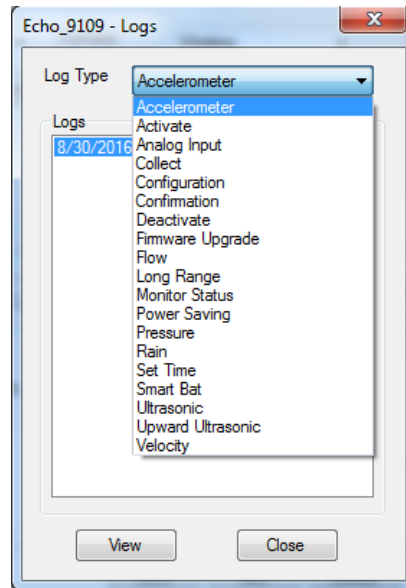 Echo_9109 - Logs
Log Type
Accelerometer
Accelerometer
Activate
Logs
Analog Input
8/30/2016
Collect
Configuration
Confirmation
Deactivate
Firmware Upgrade
Flow
Long Range
Monitor Status
Power Saving
Pressure
Rain
Set Time
Smart Bat
Ultrasonic
Upward Ultrasonic
Velocity
View
Close